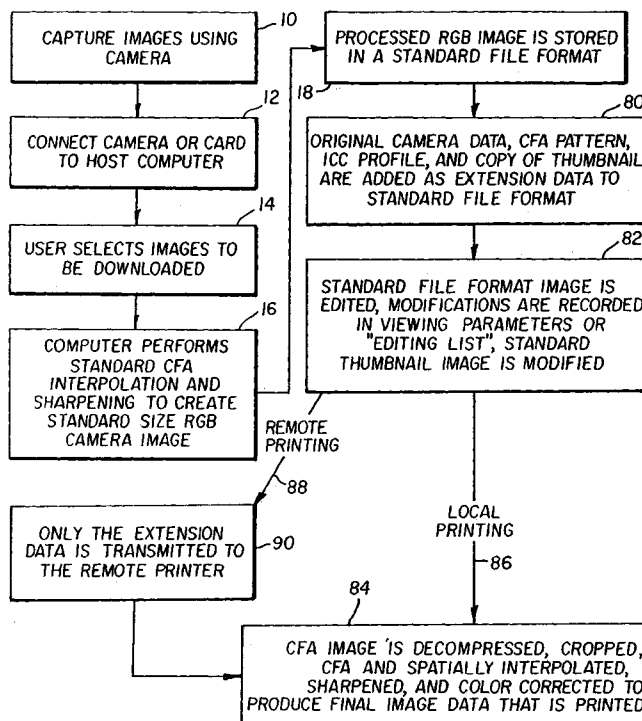 10
CAPTURE IMAGES USING
CAMERA
12
CONNECT CAMERA OR CARD
TO HOST COMPUTER
14
USER SELECTS IMAGES TO
BE DOWNLOADED
16
COMPUTER PERFORMS
STANDARD CFA
INTERPOLATION AND
SHARPENING TO CREATE
STANDARD SIZE RGB
CAMERA IMAGE
PROCESSED RGB IMAGE IS STORED
IN A STANDARD FILE FORMAT
18
80
ORIGINAL CAMERA DATA, CFA PATTERN,
ICC PROFILE, AND COPY OF THUMBNAIL
ARE ADDED AS EXTENSION DATA TO
STANDARD FILE FORMAT
82
STANDARD FILE FORMAT IMAGE IS
EDITED, MODIFICATIONS ARE RECORDED
IN VIEWING PARAMETERS OR
"EDITING LIST", STANDARD
THUMBNAIL IMAGE IS MODIFIED
REMOTE
PRINTING
88
ONLY THE EXTENSION
DATA IS TRANSMITTED TO
THE REMOTE PRINTER
90
LOCAL
PRINTING
86
84
CFA IMAGE IS DECOMPRESSED, CROPPED,
CFA AND SPATIALLY INTERPOLATED,
SHARPENED, AND COLOR CORRECTED TO
PRODUCE FINAL IMAGE DATA THAT IS PRINTED